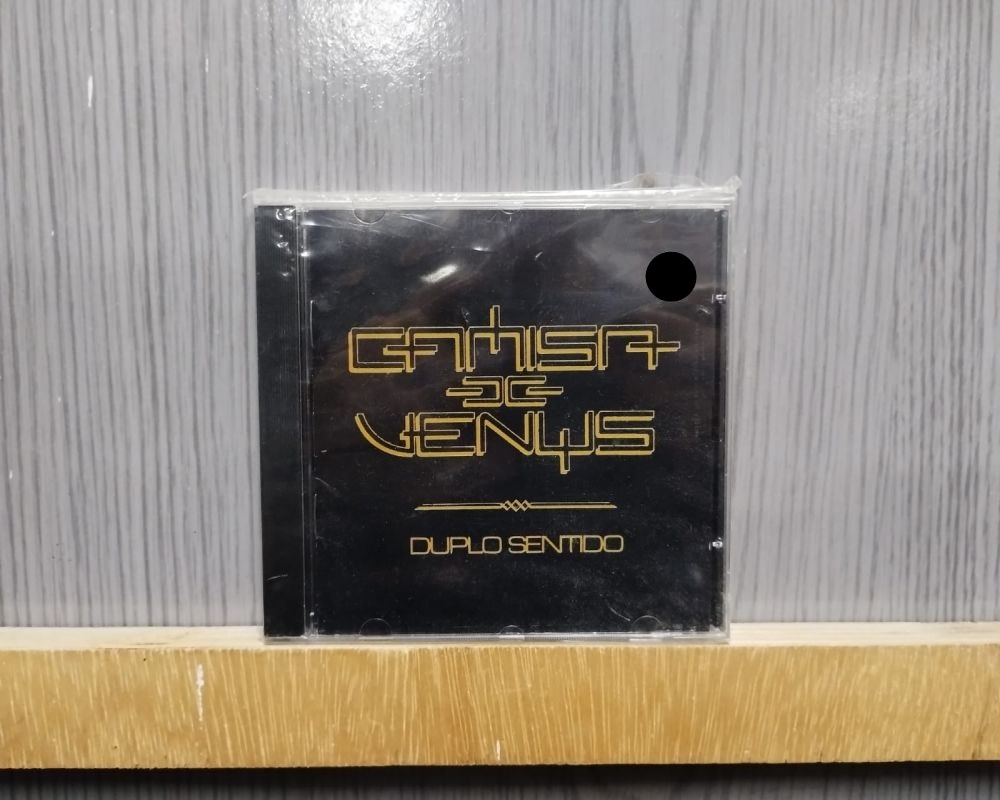 CAMISA
DE
VENUS
DUPLO SENTIDO